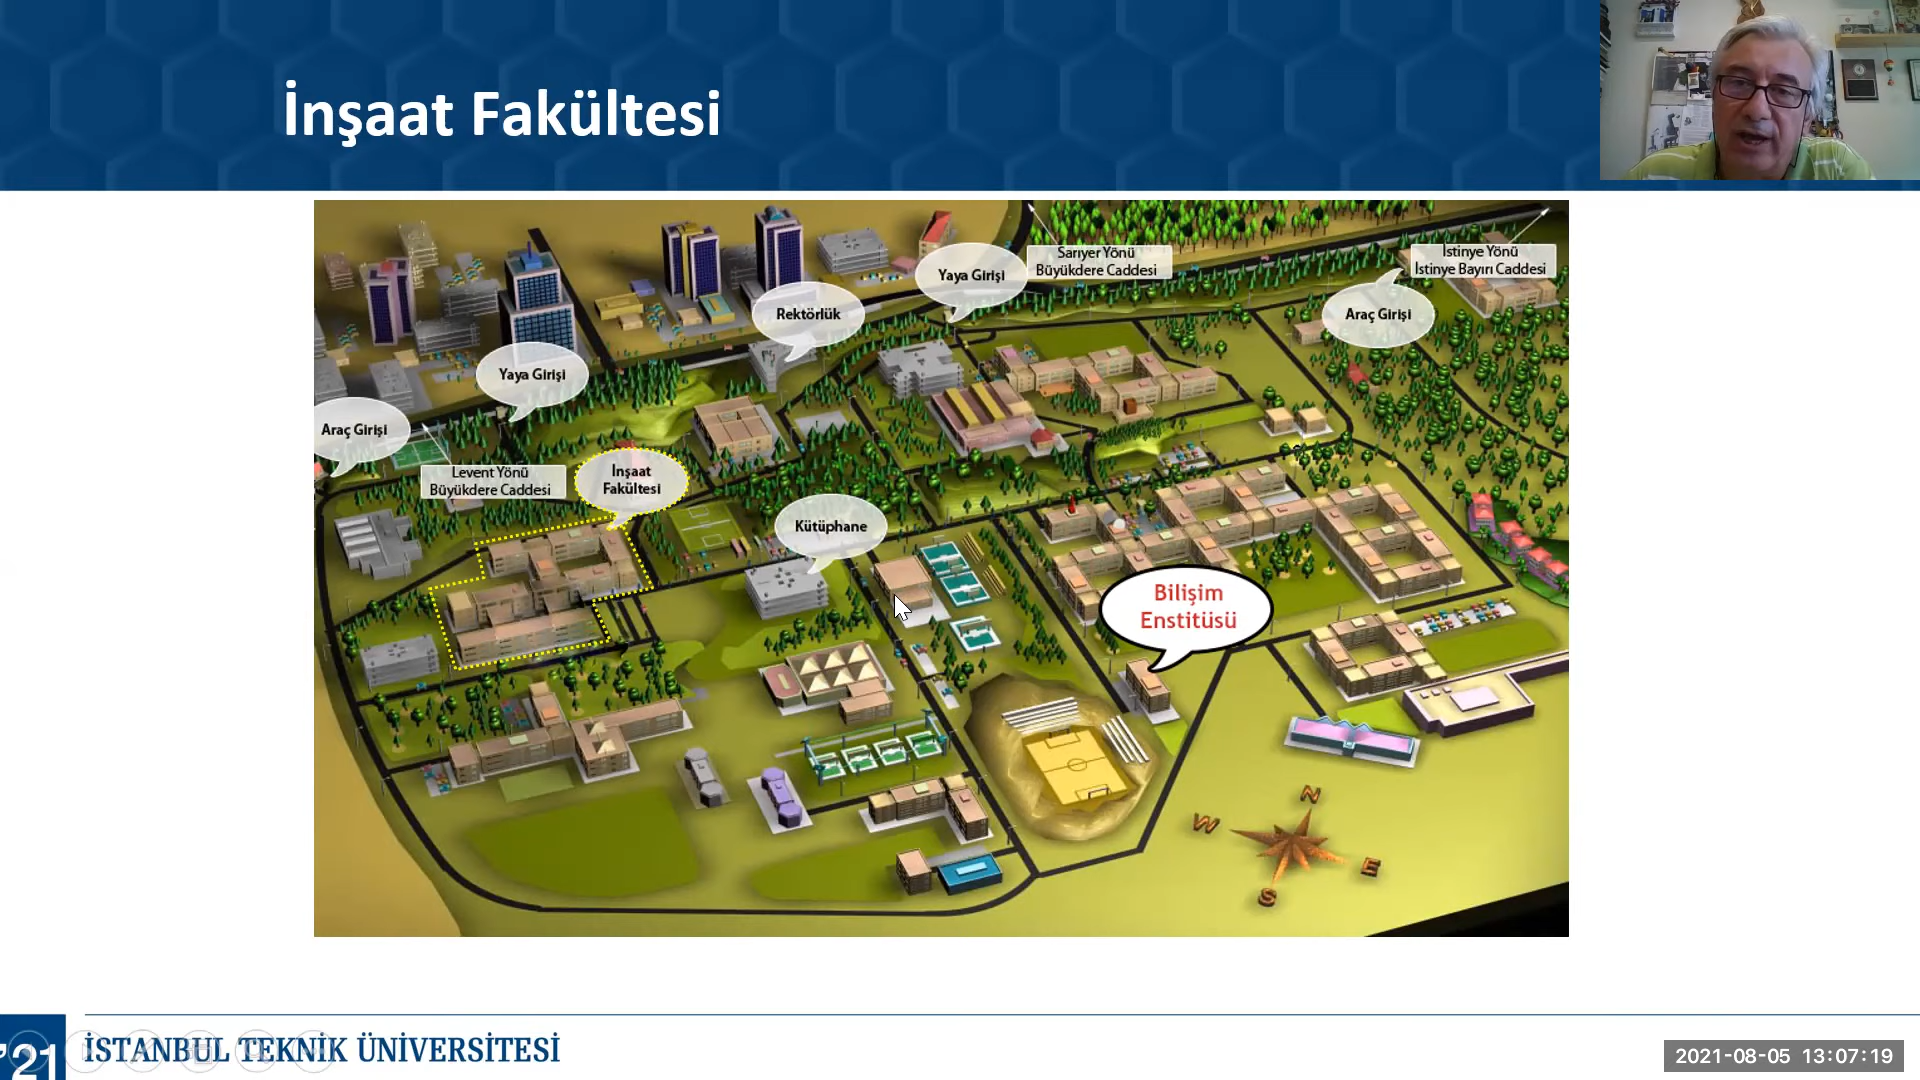 İnşaat Fakültesi
Sarıyer Yönü
Büyükdere Caddesi
İstinye Yönü
İstinye Bayırı Caddesi
Yaya Girişi
Rektörlük
Araç Girişi
Yaya Girişi
Araç Girişi
Levent Yönü
Büyükdere Caddesi
İnşaat
Fakültesi
Kütüphane
Bilişim
Enstitüsü
N
W
E
S
'21
İSTANBUL TEKNİK ÜNİVERSİTESİ
2021-08-05 13:07:19